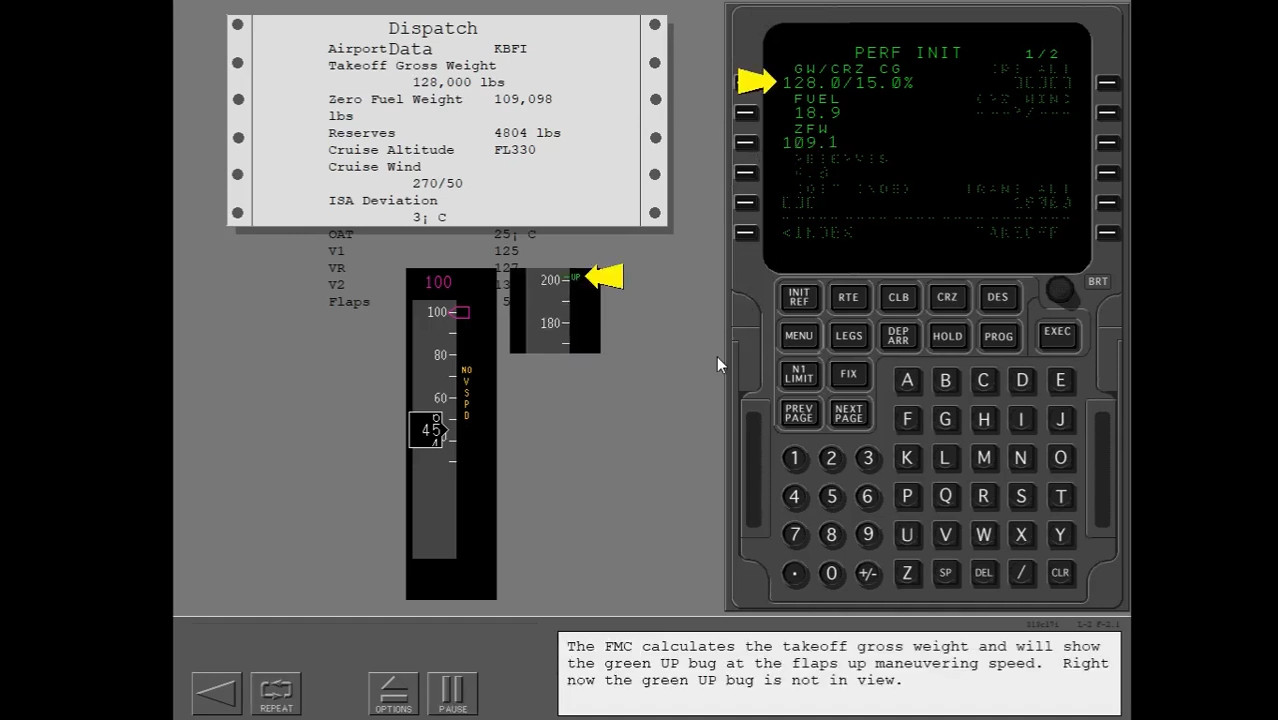 Dispatch
Data
Airport KBFI
Takeoff Gross Weight
128,000 lbs
Zero Fuel Weight 109,098
lbs
Reserves 4804 lbs
Cruise Altitude FL330
Cruise Wind
270/50
ISA Deviation
3¡ C
OAT 25¡ C
V1 125
VR 127
V2 13
Flaps 5
100
100
80
60
45
NO
V
S
P
D
200 UP
180
PERF INIT 1/2
GW/CRZ CG
128.0/15.0%
FUEL
18.9
ZFW
109.1
<INDEX
BRT
INIT REF
RTE
CLB
CRZ
DES
MENU
LEGS
DEP ARR
HOLD
PROG
EXEC
N1 LIMIT
FIX
PREV PAGE
NEXT PAGE
A B C D E
F G H I J
1 2 3 K L M N O
4 5 6 P Q R S T
7 8 9 U V W X Y
. 0 +/- Z SP DEL / CLR
REPEAT
OPTIONS
PAUSE
The FMC calculates the takeoff gross weight and will show
the green UP bug at the flaps up maneuvering speed. Right
now the green UP bug is not in view.